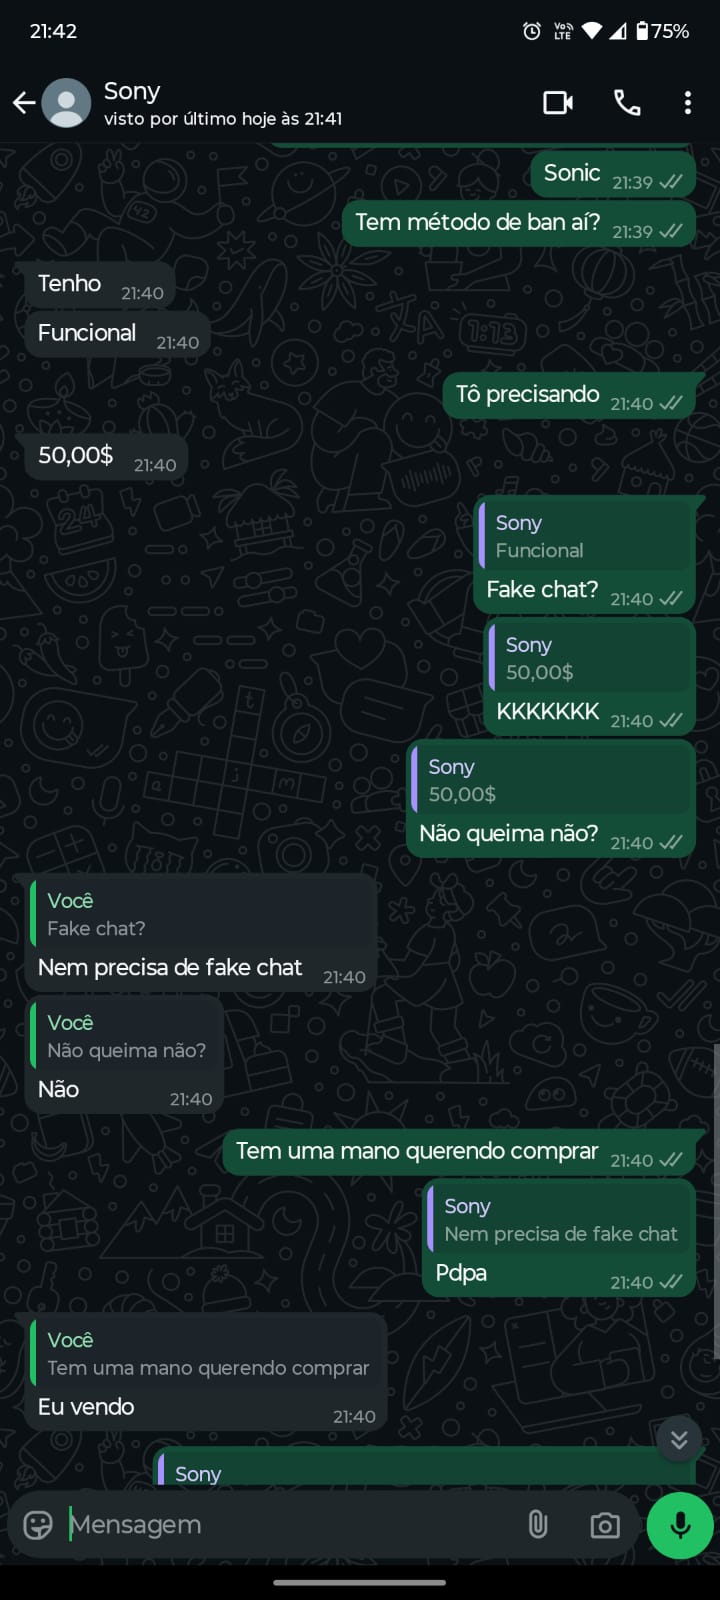 21:42
Vo))
LTE
75%
Sony
visto por último hoje às 21:41
Sonic 21:39
Tem método de ban aí? 21:39
Tenho 21:40
Funcional 21:40
Tô precisando 21:40
50,00$ 21:40
Sony
Funcional
Fake chat? 21:40
Sony
50,00$
KKKKKKK 21:40
Sony
50,00$
Não queima não? 21:40
Você
Fake chat?
Nem precisa de fake chat 21:40
Você
Não queima não?
Não 21:40
Tem uma mano querendo comprar 21:40
Sony
Nem precisa de fake chat
Pdpa 21:40
Você
Tem uma mano querendo comprar
Eu vendo 21:40
Sony
Mensagem